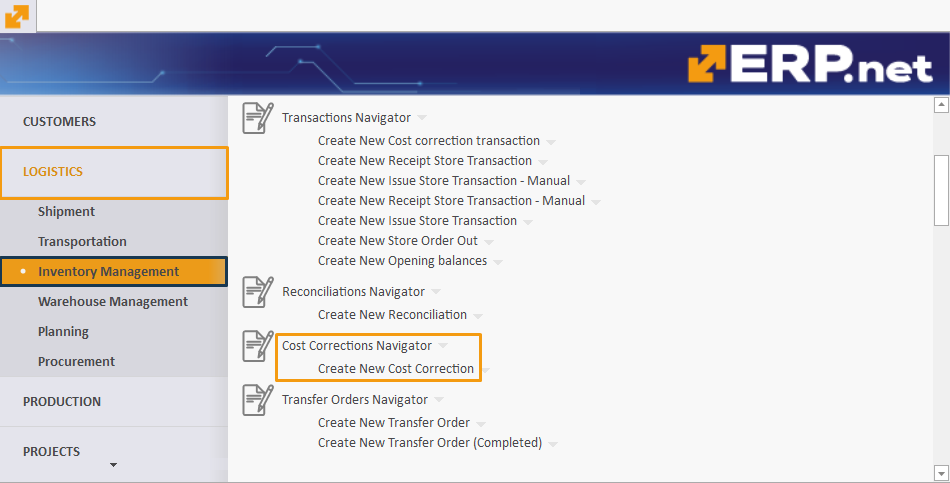 ERP.net
CUSTOMERS
LOGISTICS
Shipment
Transportation
Inventory Management
Warehouse Management
Planning
Procurement
PRODUCTION
PROJECTS
Transactions Navigator
Create New Cost correction transaction
Create New Receipt Store Transaction
Create New Issue Store Transaction - Manual
Create New Receipt Store Transaction - Manual
Create New Issue Store Transaction
Create New Store Order Out
Create New Opening balances
Reconciliations Navigator
Create New Reconciliation
Cost Corrections Navigator
Create New Cost Correction
Transfer Orders Navigator
Create New Transfer Order
Create New Transfer Order (Completed)